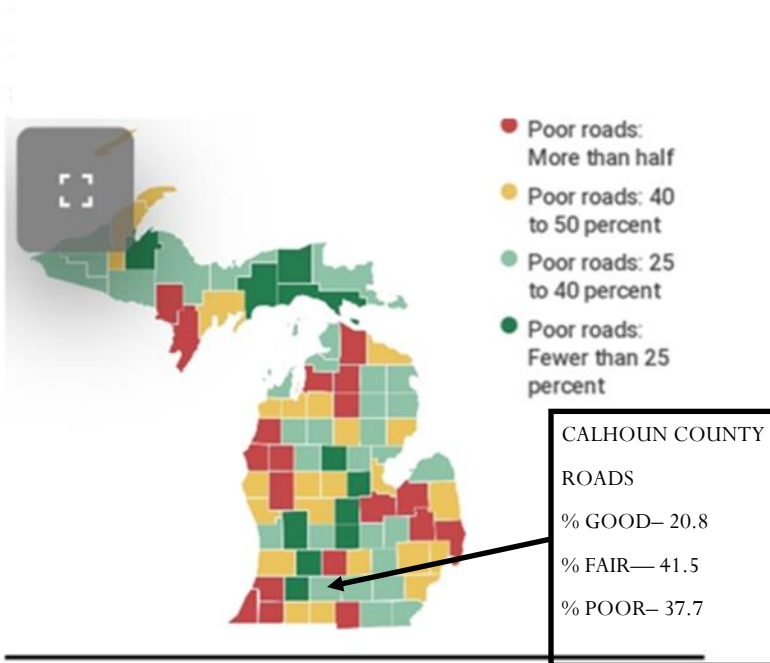 Poor roads:
More than half
Poor roads: 40
to 50 percent
Poor roads: 25
to 40 percent
Poor roads:
Fewer than 25
percent
CALHOUN COUNTY
ROADS
% GOOD– 20.8
% FAIR— 41.5
% POOR– 37.7